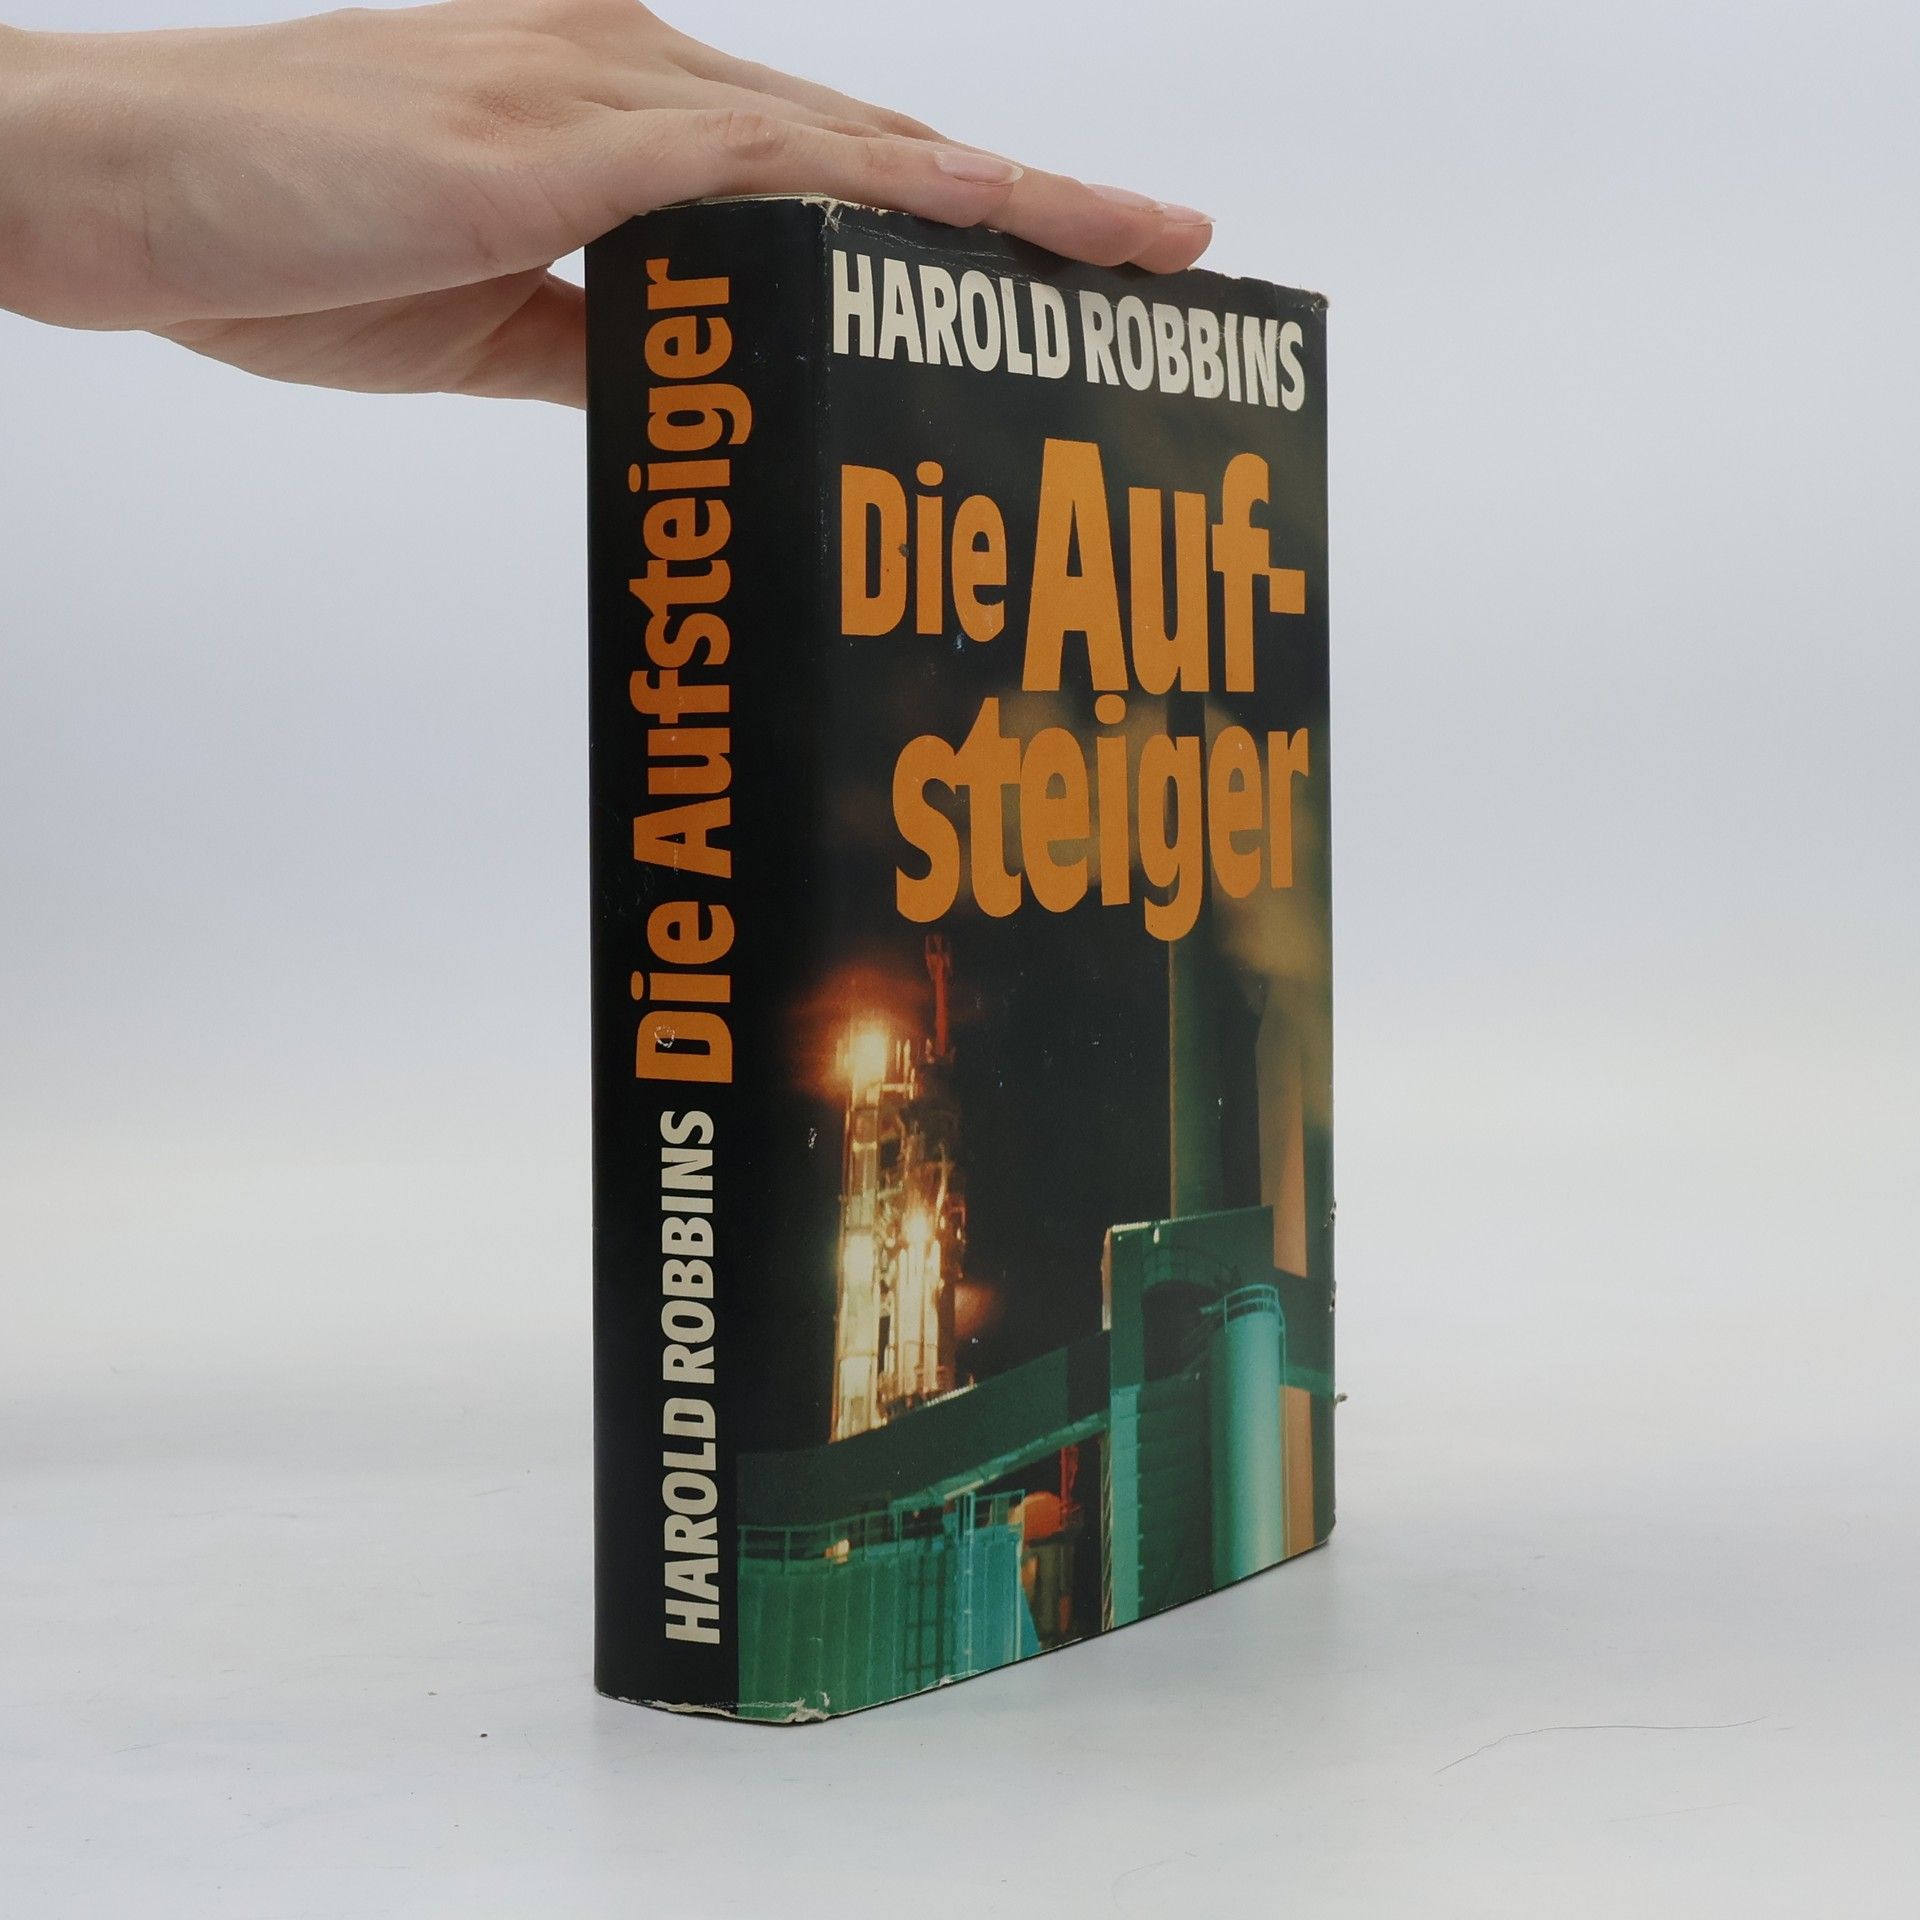 HAROLD ROBBINS Die Aufsteiger
HAROLD ROBBINS
Die Auf-
steiger